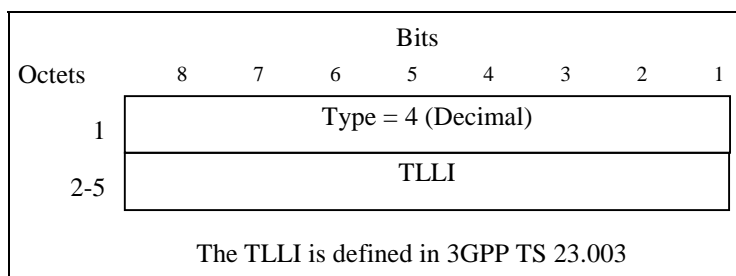 Bits
Octets 8 7 6 5 4 3 2 1
1 Type = 4 (Decimal)
2-5 TLLI
The TLLI is defined in 3GPP TS 23.003